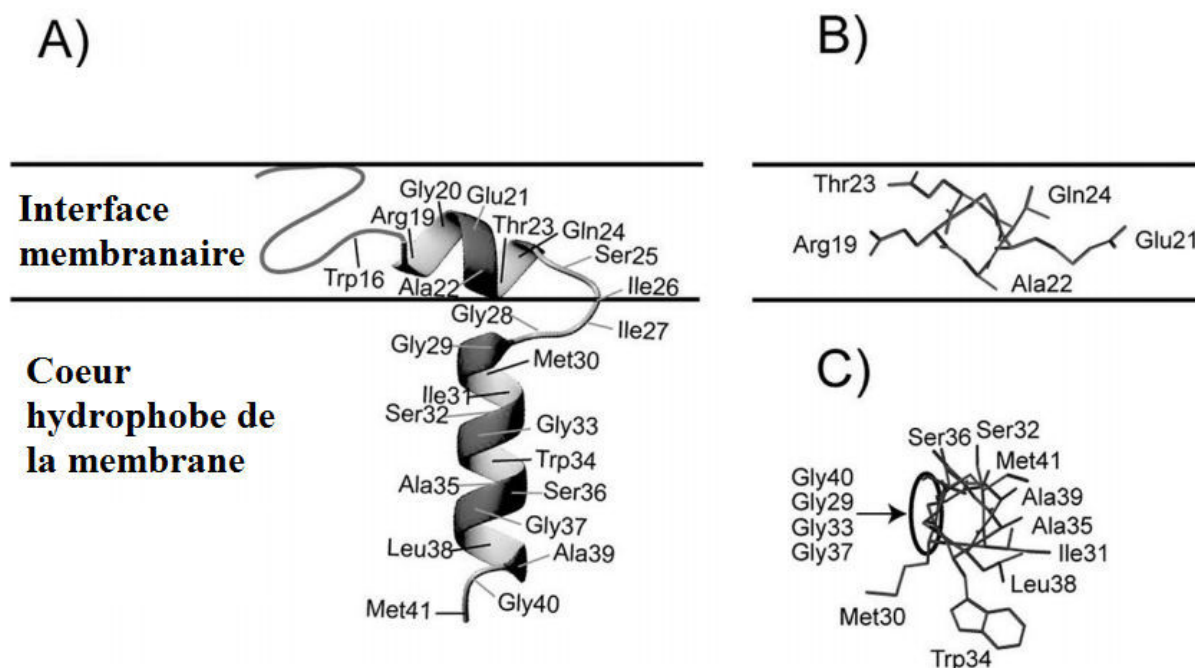 A)
Interface
membranaire
Trp16
Arg19
Gly20
Glu21
Ala22
Thr23
Gln24
Ser25
Ile26
Ile27
Gly28
Coeur
hydrophobe de
la membrane
Gly29
Met30
Ile31
Ser32
Gly33
Trp34
Ala35
Ser36
Gly37
Leu38
Ala39
Gly40
Met41
B)
Thr23
Gln24
Arg19
Glu21
Ala22
C)
Ser36
Ser32
Met41
Gly40
Gly29
Gly33
Gly37
Ala39
Ala35
Ile31
Leu38
Met30
Trp34